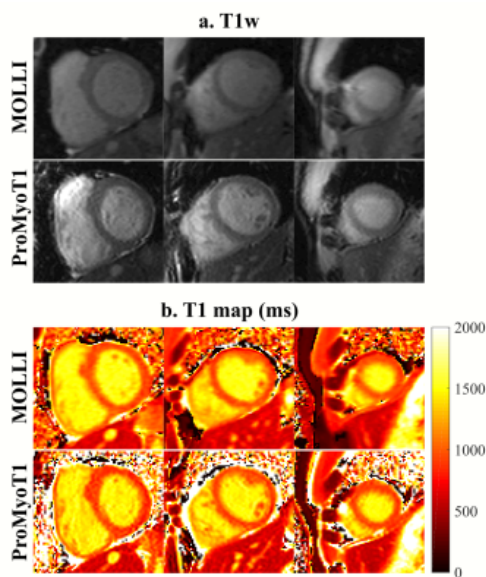 a. T1w
MOLLI
ProMyoT1
b. T1 map (ms)
MOLLI
ProMyoT1
2000
1500
1000
500
0